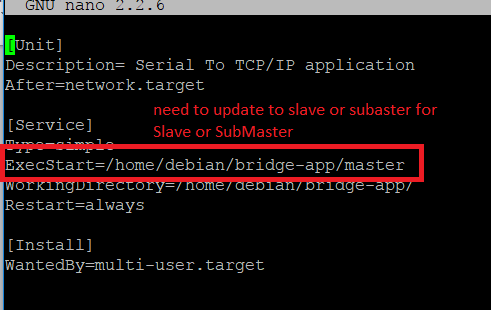 GNU nano 2.2.6
[Unit]
Description= Serial To TCP/IP application
After=network.target
need to update to slave or subaster for
Slave or SubMaster
[Service]
Type=simple
ExecStart=/home/debian/bridge-app/master
WorkingDirectory=/home/debian/bridge-app/
Restart=always
[Install]
WantedBy=multi-user.target